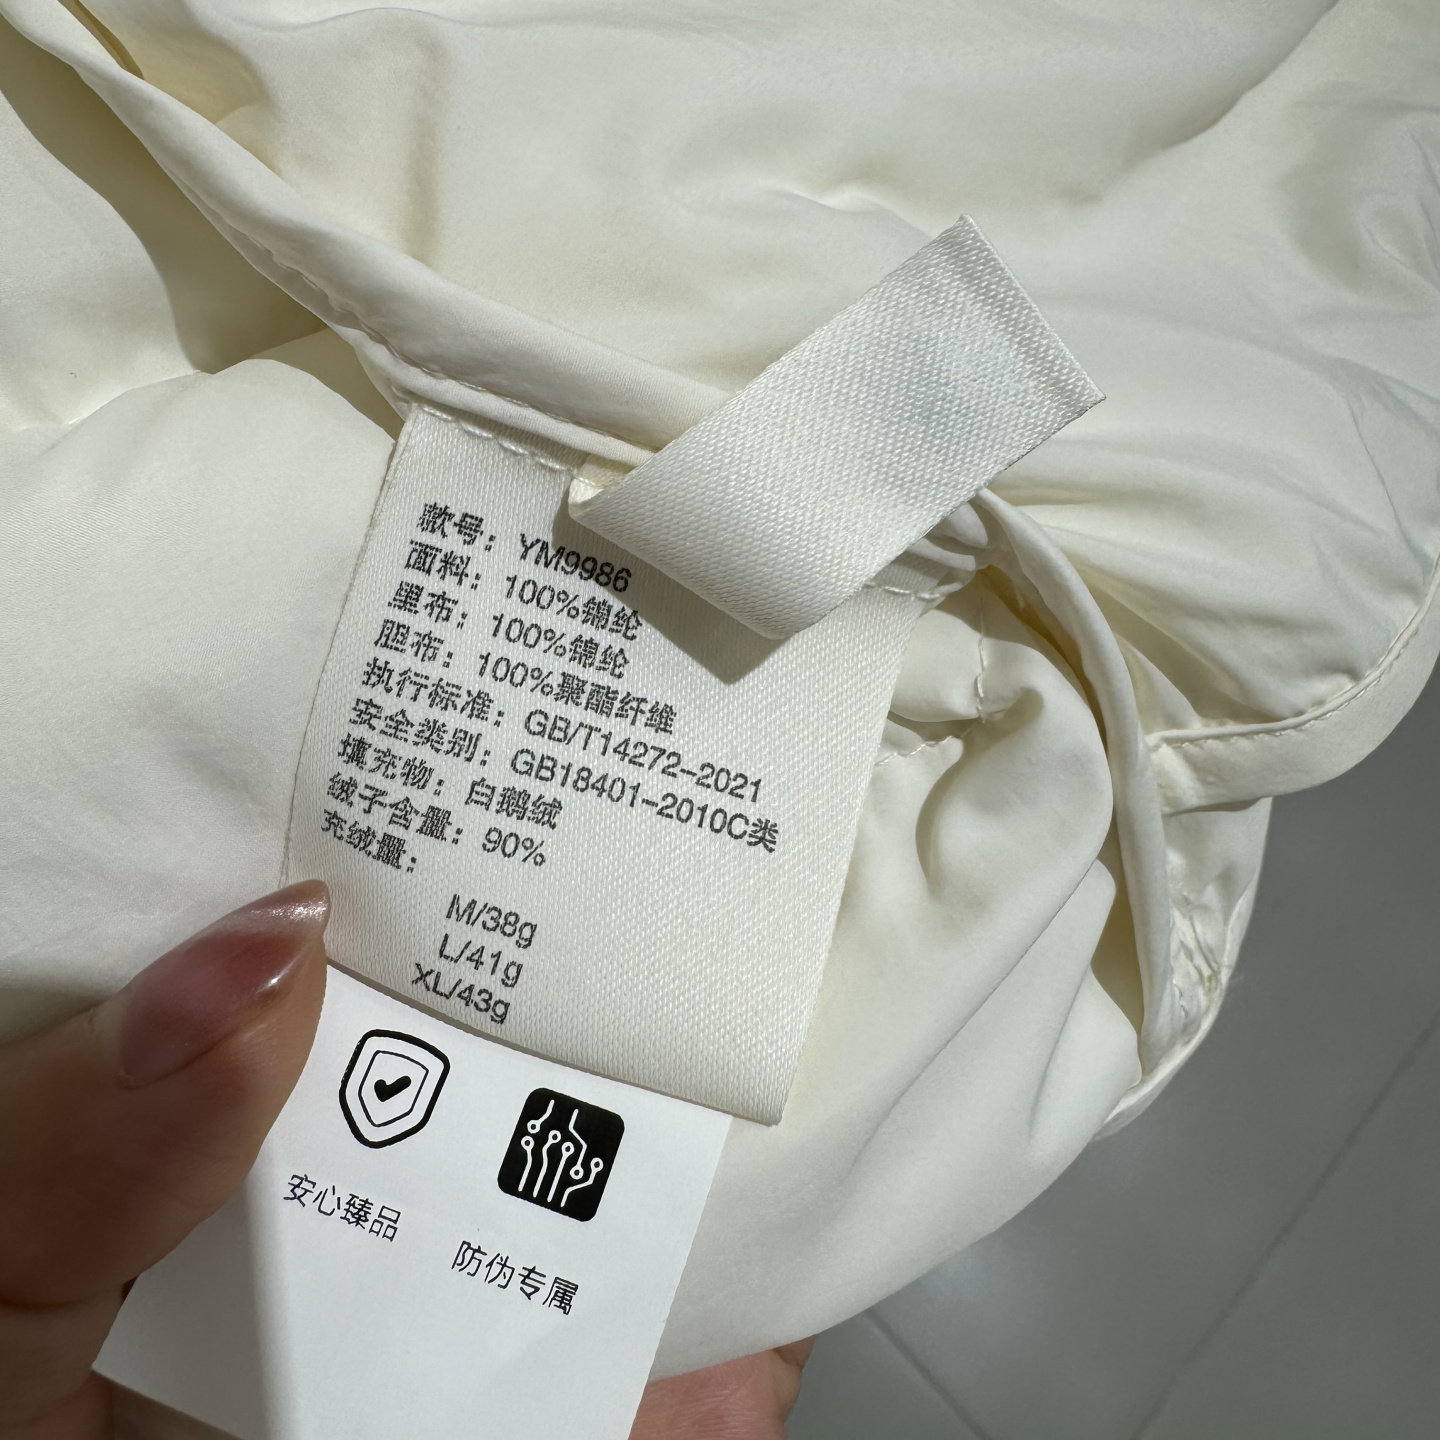 款号：YM9986
面料：100%锦纶
里布：100%锦纶
胆布：100%聚酯纤维
执行标准：GB/T14272-2021
安全类别：GB18401-2010C类
填充物：白鹅绒
绒子含量：90%
充绒量：
M/38g
L/41g
XL/43g
安心臻品
防伪专属